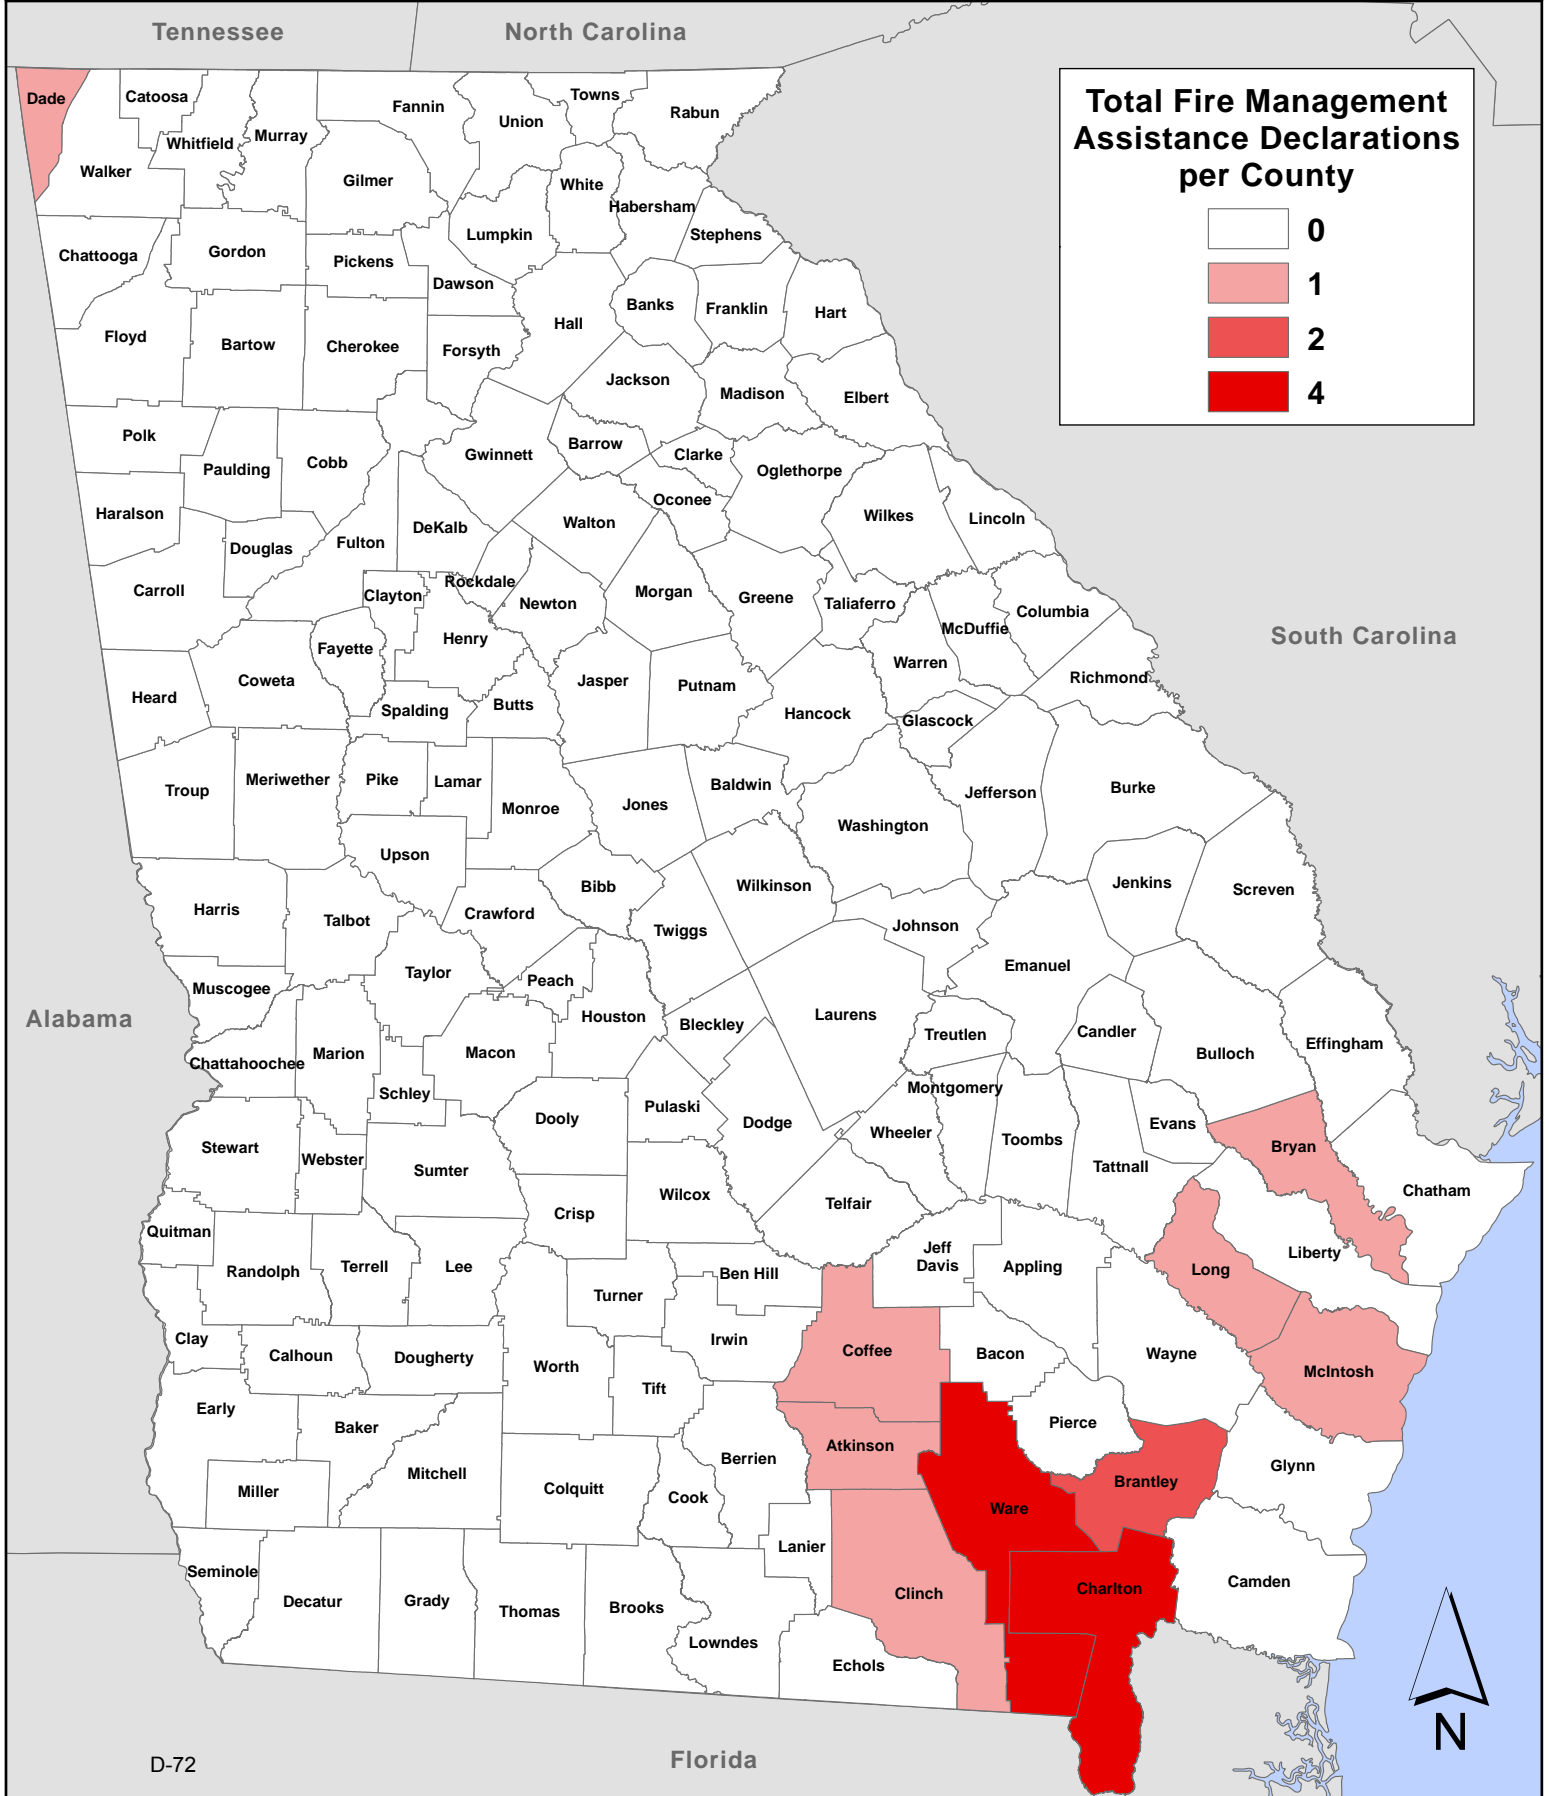 Tennessee
North Carolina
Total Fire Management
Assistance Declarations
per County
0
1
2
4
Dade
Catoosa
Whitfield
Murray
Fannin
Union
Towns
Rabun
Walker
Gilmer
White
Habersham
Stephens
Lumpkin
Chattooga
Gordon
Pickens
Dawson
Banks
Franklin
Hart
Hall
Floyd
Bartow
Cherokee
Forsyth
Jackson
Madison
Elbert
Polk
Paulding
Cobb
Gwinnett
Barrow
Clarke
Oglethorpe
Oconee
Haralson
Douglas
Fulton
DeKalb
Walton
Wilkes
Lincoln
Carroll
Clayton
Rockdale
Newton
Morgan
Greene
Taliaferro
McDuffie
Columbia
South Carolina
Fayette
Henry
Warren
Richmond
Heard
Coweta
Spalding
Butts
Jasper
Putnam
Hancock
Glascock
Troup
Meriwether
Pike
Lamar
Monroe
Jones
Baldwin
Washington
Jefferson
Burke
Upson
Bibb
Wilkinson
Jenkins
Screven
Harris
Talbot
Crawford
Twiggs
Johnson
Emanuel
Muscogee
Taylor
Peach
Houston
Alabama
Chattahoochee
Marion
Macon
Bleckley
Laurens
Treutlen
Candler
Bulloch
Effingham
Schley
Dooly
Pulaski
Dodge
Montgomery
Wheeler
Toombs
Evans
Tattnall
Bryan
Stewart
Webster
Sumter
Wilcox
Telfair
Chatham
Quitman
Crisp
Jeff
Davis
Appling
Long
Liberty
Randolph
Terrell
Lee
Turner
Ben Hill
Clay
Calhoun
Dougherty
Worth
Irwin
Coffee
Bacon
Wayne
McIntosh
Early
Baker
Tift
Pierce
Atkinson
Berrien
Miller
Mitchell
Colquitt
Cook
Ware
Brantley
Glynn
Lanier
Seminole
Decatur
Grady
Thomas
Brooks
Clinch
Charlton
Camden
Lowndes
Echols
N
Florida
D-72